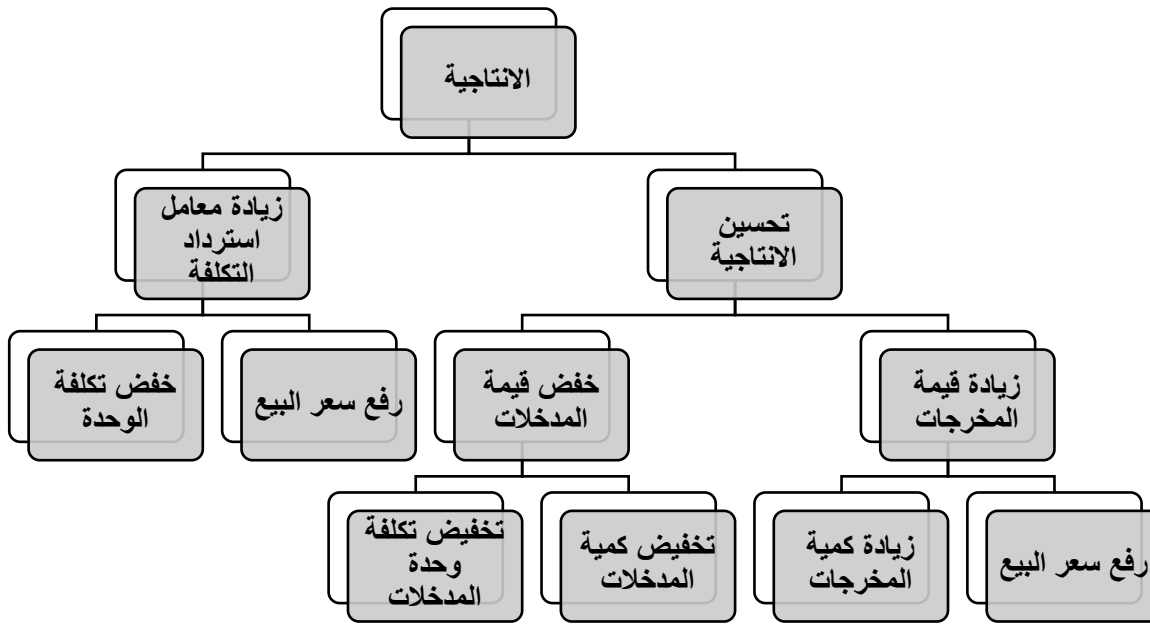 الانتاجية
تحسين
الانتاجية
زيادة معامل
استرداد
التكلفة
زيادة قيمة
المخرجات
خفض قيمة
المدخلات
رفع سعر البيع
خفض تكلفة
الوحدة
رفع سعر البيع
زيادة كمية
المخرجات
تخفيض كمية
المدخلات
تخفيض تكلفة
وحدة
المدخلات